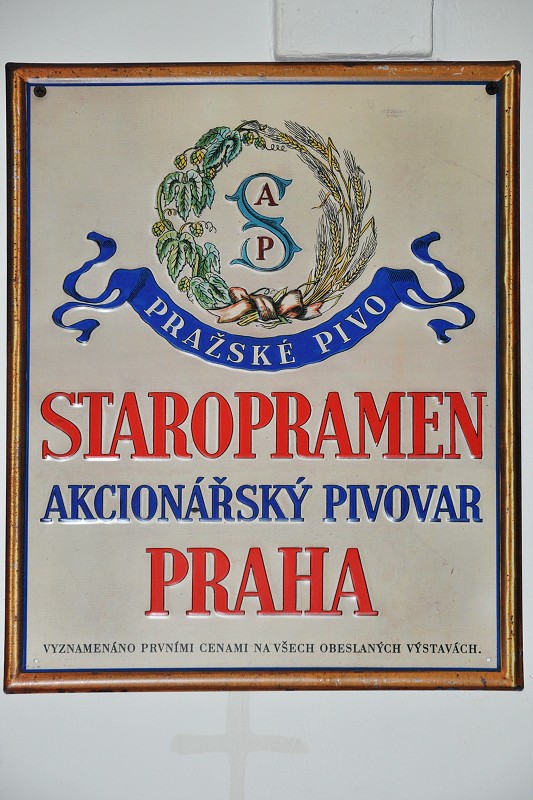 A
S
P
PRAŽSKÉ PIVO
STAROPRAMEN
AKCIONÁŘSKÝ PIVOVAR
PRAHA
VYZNAMENÁNO PRVNÍMI CENAMI NA VŠECH OBESLANÝCH VÝSTAVÁCH.